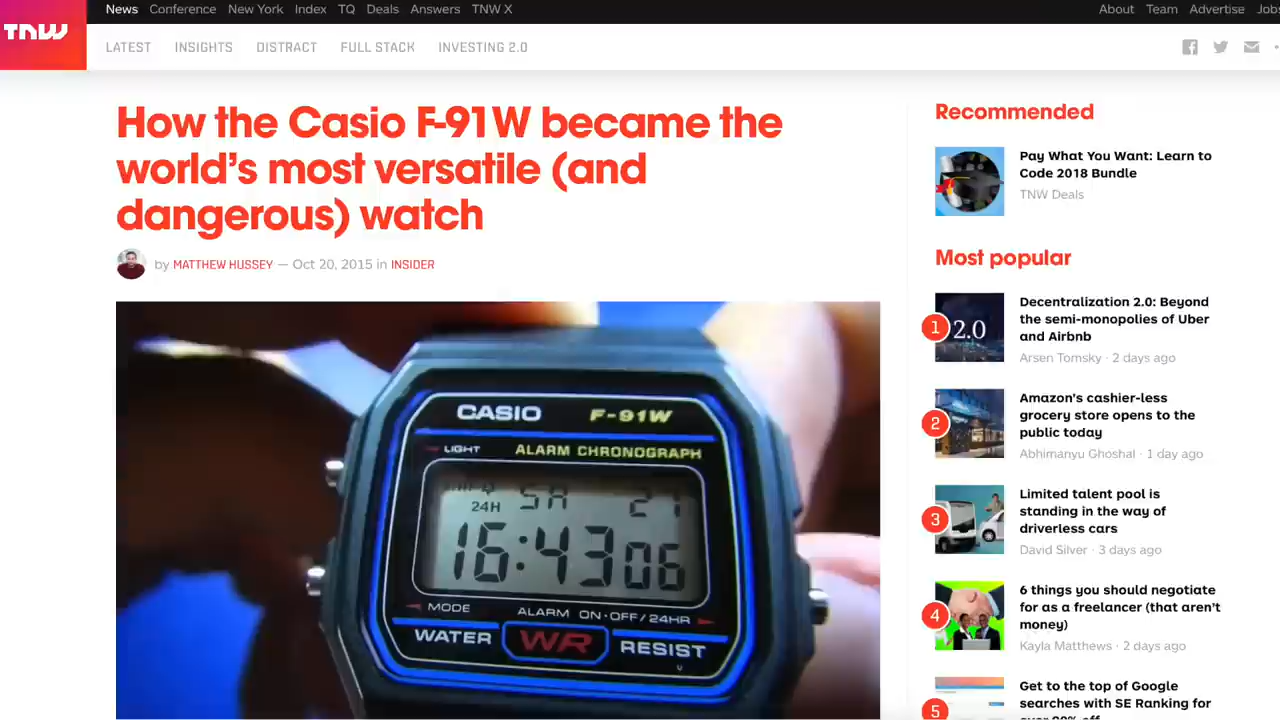 News Conference New York Index TQ Deals Answers TNW X
About Team Advertise Jobs
TNW
LATEST INSIGHTS DISTRACT FULL STACK INVESTING 2.0
How the Casio F-91W became the
world's most versatile (and
dangerous) watch
by MATTHEW HUSSEY — Oct 20, 2015 in INSIDER
CASIO F-91W
LIGHT ALARM CHRONOGRAPH
24H SA 21
16:43 06
MODE ALARM ON·OFF/24HR
WATER WR RESIST
Recommended
Pay What You Want: Learn to
Code 2018 Bundle
TNW Deals
Most popular
1
2.0
Decentralization 2.0: Beyond
the semi-monopolies of Uber
and Airbnb
Arsen Tomsky · 2 days ago
2
Amazon's cashier-less
grocery store opens to the
public today
Abhimanyu Ghoshal · 1 day ago
3
Limited talent pool is
standing in the way of
driverless cars
David Silver · 3 days ago
4
6 things you should negotiate
for as a freelancer (that aren't
money)
Kayla Matthews · 2 days ago
5
Get to the top of Google
searches with SE Ranking for